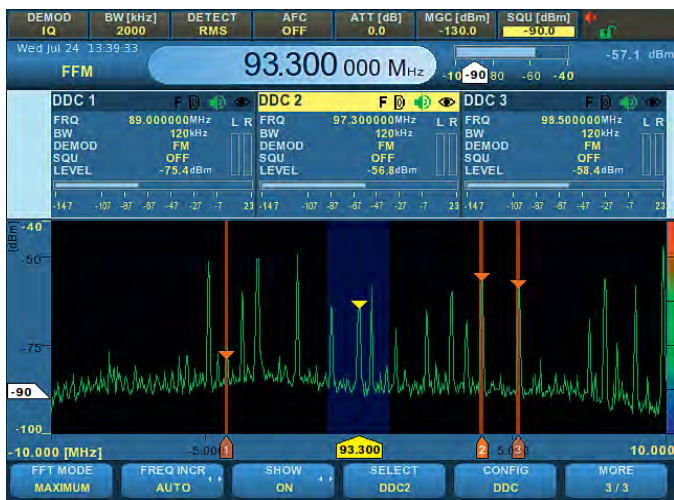 DEMOD BW [kHz] DETECT AFC ATT [dB] MGC [dBm] SQU [dBm]
IQ 2000 RMS OFF 0.0 -130.0 -90.0
Wed Jul 24 13:39:33
FFM 93.300 000 MHz -57.1 dBm
-90 80 -60 -40
DDC 1 F D DDC 2 F D DDC 3 F D
FRQ 89.000000MHz L R FRQ 97.300000MHz L R FRQ 98.500000MHz L R
BW 120kHz BW 120kHz BW 120kHz
DEMOD FM DEMOD FM DEMOD FM
SQU OFF SQU OFF SQU OFF
LEVEL -75.4dBm LEVEL -56.8dBm LEVEL -58.4dBm
-147 -107 -87 -67 -47 -27 -7 23 -147 -107 -87 -67 -47 -27 -7 23 -147 -107 -87 -67 -47 -27 -7 23
[dBm]
-40
-50
-75
-90
-100
-10.000 [MHz] -5.00 1 93.300 2 3 10.000
FFT MODE FREQ INCR SHOW SELECT CONFIG MORE
MAXIMUM AUTO ON DDC2 DDC 3 / 3